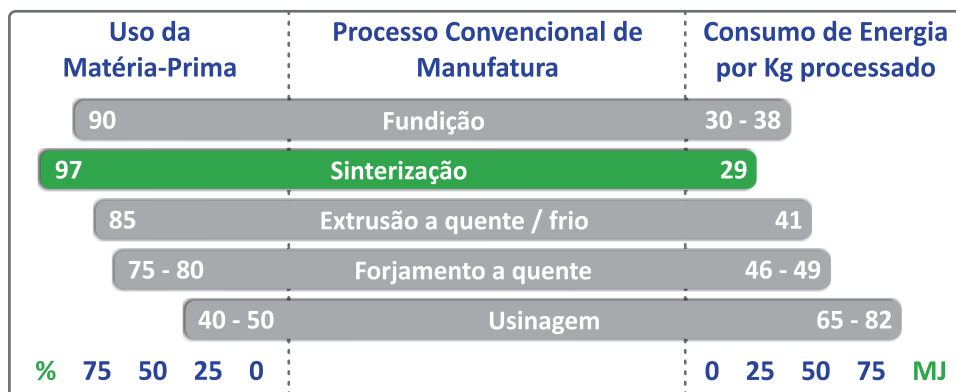 Uso da
Matéria-Prima
Processo Convencional de
Manufatura
Consumo de Energia
por Kg processado
90 Fundição 30 - 38
97 Sinterização 29
85 Extrusão a quente / frio 41
75 - 80 Forjamento a quente 46 - 49
40 - 50 Usinagem 65 - 82
% 75 50 25 0 0 25 50 75 MJ